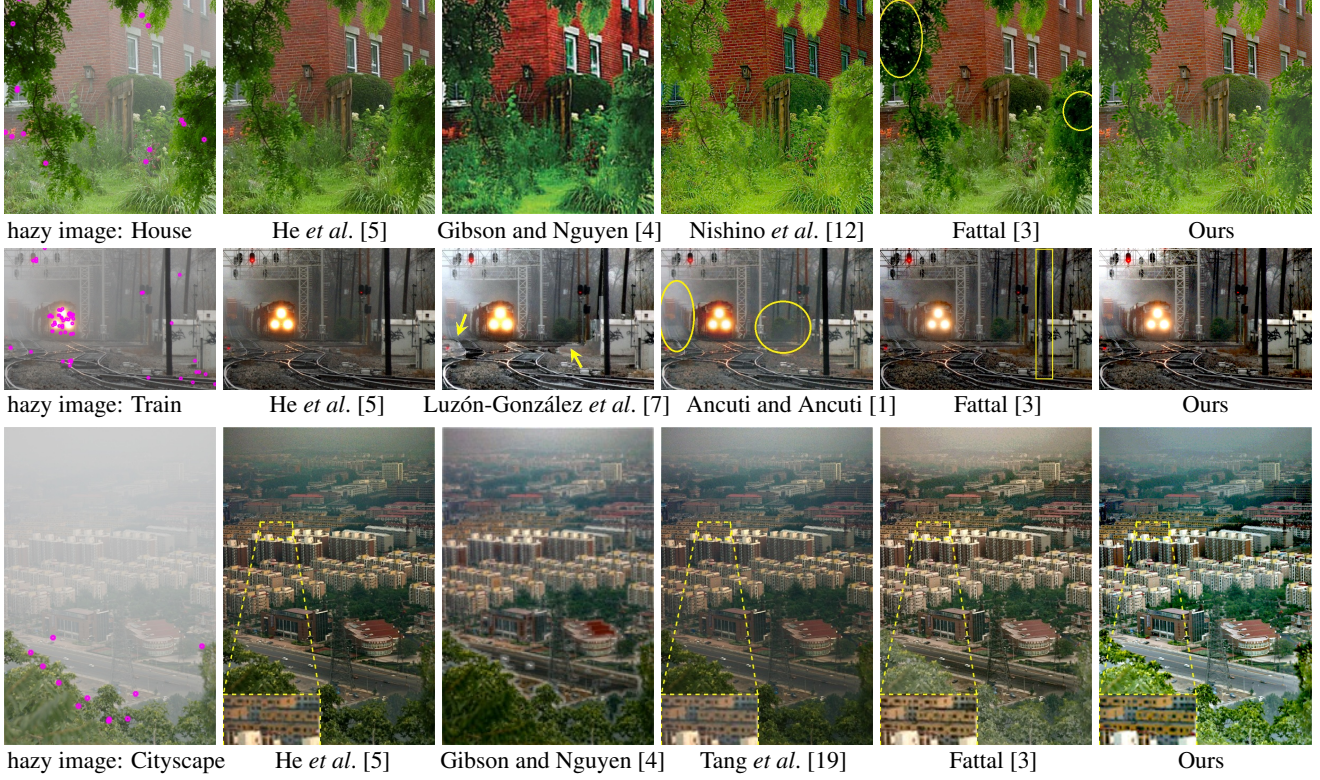 hazy image: House He et al. [5] Gibson and Nguyen [4] Nishino et al. [12] Fattal [3] Ours
hazy image: Train He et al. [5] Luzón-González et al. [7] Ancuti and Ancuti [1] Fattal [3] Ours
hazy image: Cityscape He et al. [5] Gibson and Nguyen [4] Tang et al. [19] Fattal [3] Ours